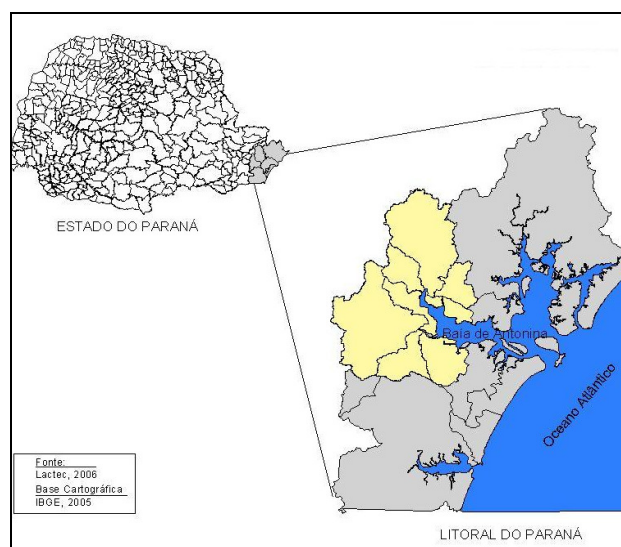 ESTADO DO PARANÁ
Baía de Antonina
Oceano Atlântico
Fonte:
Lactec, 2006
Base Cartográfica
IBGE, 2005
LITORAL DO PARANÁ